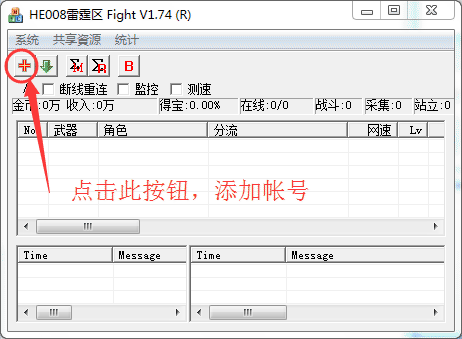 HE008雷霆区 Fight V1.74 (R)
系统 共享資源 统计
B
断线重连 监控 测速
金币:0万 收入:0万 得宝:0.00% 在线:0/0 战斗:0 采集:0 站立:0
No 武器 角色 分流 网速 Lv
点击此按钮，添加帐号
Time Message Time Message